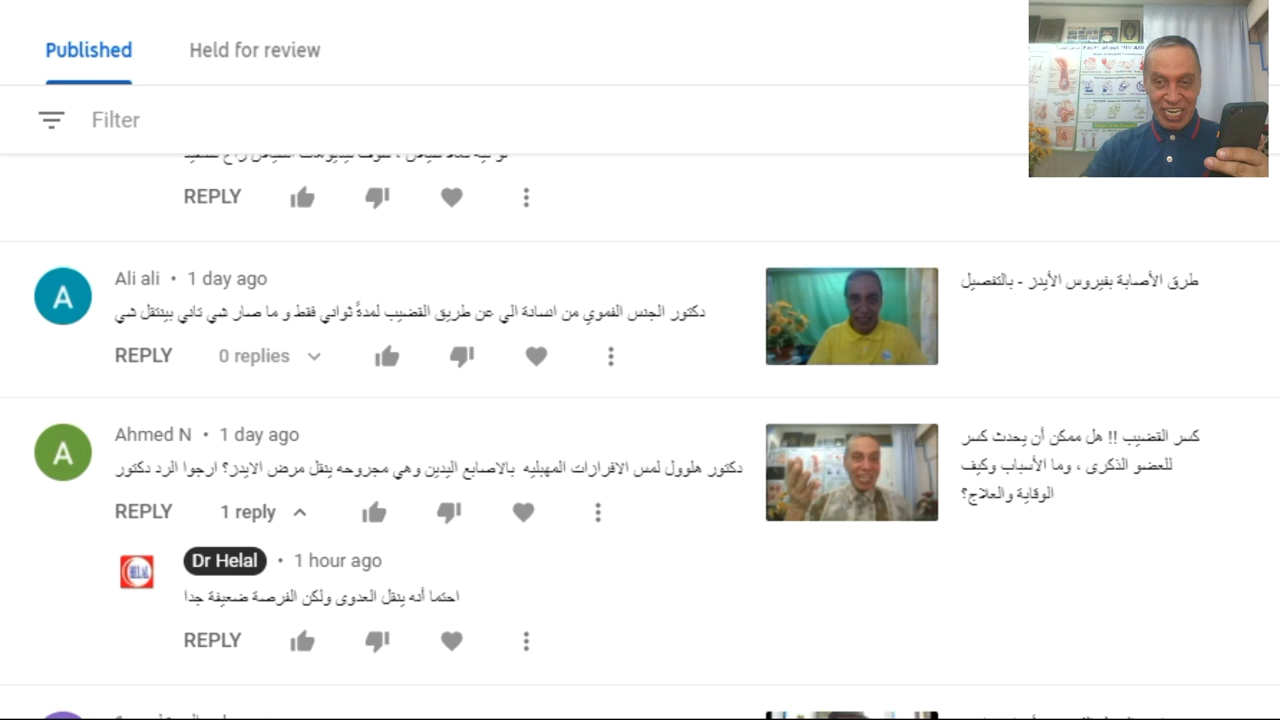 Published
Held for review
Filter
REPLY
Ali ali • 1 day ago
دكتور الجنس الفموي من انسانة الي عن طريق القضيب لمدةً ثواني فقط و ما صار شي تاني بينتقل شي
REPLY
0 replies
طرق الأصابة بفيروس الأيدز - بالتفصيل
Ahmed N • 1 day ago
دكتور هلوول لمس الافرازات المهبليه بالاصابع اليدين وهي مجروحه ينقل مرض الايدز؟ ارجوا الرد دكتور
REPLY
1 reply
كسر القضيب !! هل ممكن أن يحدث كسر
للعضو الذكرى ، وما الأسباب وكيف
الوقاية والعلاج؟
HELAL
Dr Helal • 1 hour ago
احتما أنه ينقل العدوى ولكن الفرصة ضعيفة جدا
REPLY